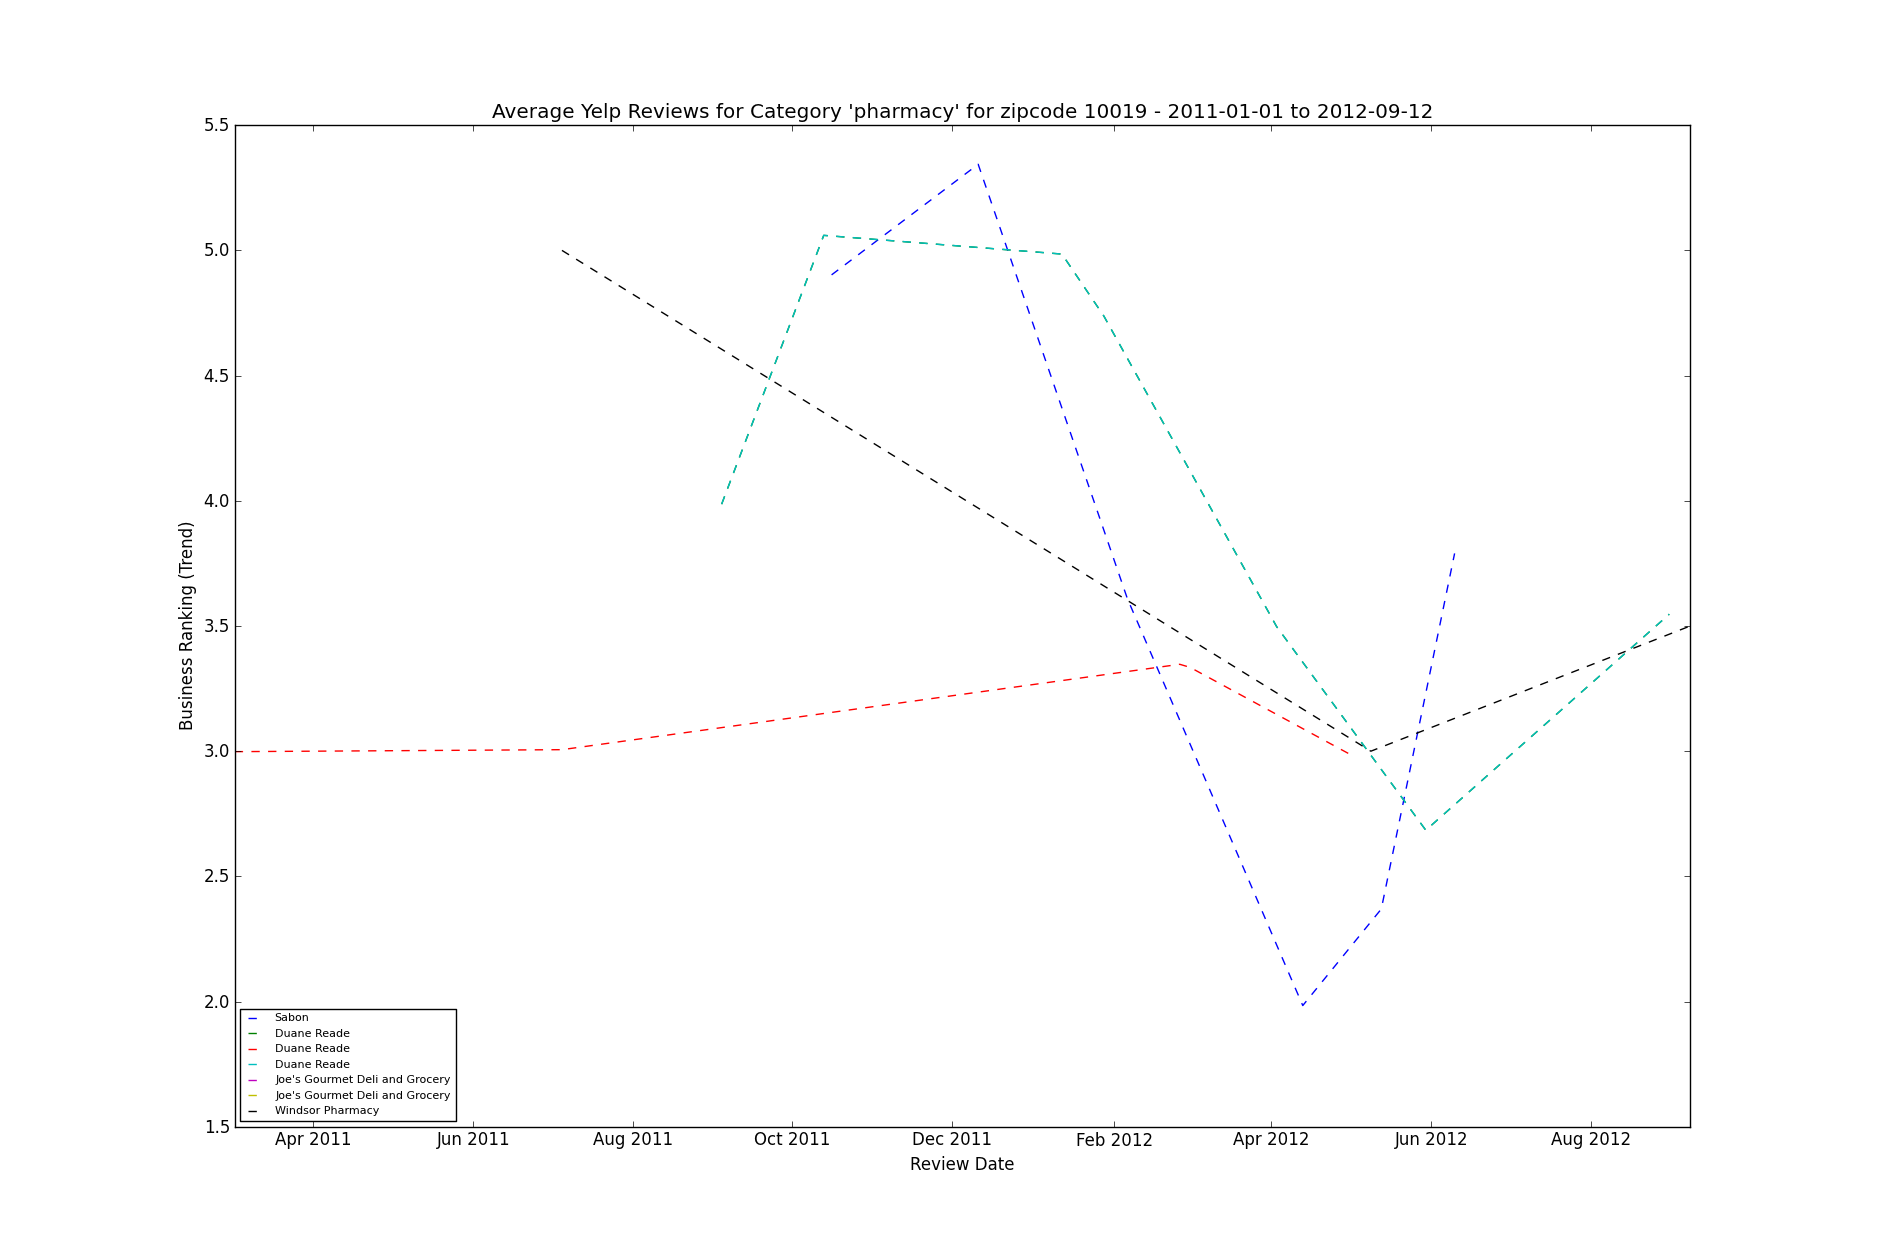 Average Yelp Reviews for Category 'pharmacy' for zipcode 10019 - 2011-01-01 to 2012-09-12
5.5
5.0
4.5
4.0
3.5
3.0
2.5
2.0
1.5
Business Ranking (Trend)
Sabon
Duane Reade
Duane Reade
Duane Reade
Joe's Gourmet Deli and Grocery
Joe's Gourmet Deli and Grocery
Windsor Pharmacy
Apr 2011 Jun 2011 Aug 2011 Oct 2011 Dec 2011 Feb 2012 Apr 2012 Jun 2012 Aug 2012
Review Date